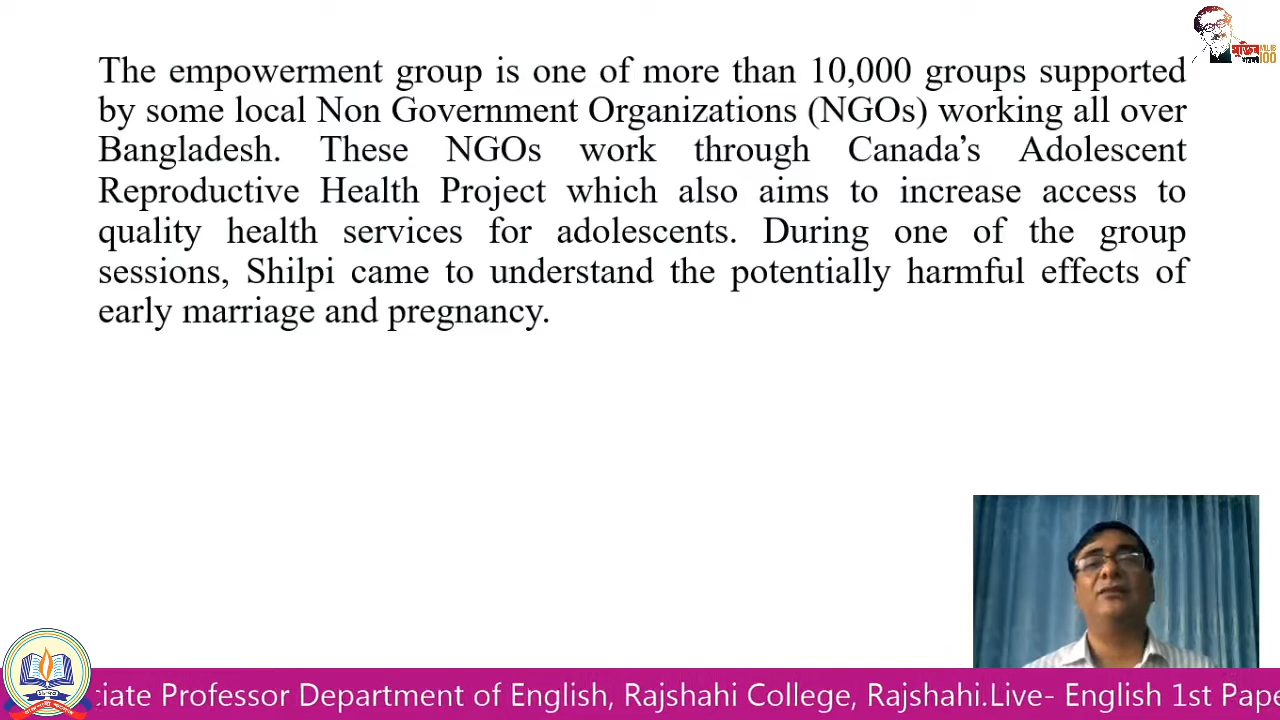 The empowerment group is one of more than 10,000 groups supported
by some local Non Government Organizations (NGOs) working all over
Bangladesh. These NGOs work through Canada's Adolescent
Reproductive Health Project which also aims to increase access to
quality health services for adolescents. During one of the group
sessions, Shilpi came to understand the potentially harmful effects of
early marriage and pregnancy.
ciate Professor Department of English, Rajshahi College, Rajshahi.Live- English 1st Pape
100